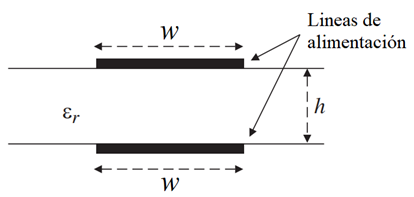 Lineas de
alimentación
w
εr
h
w